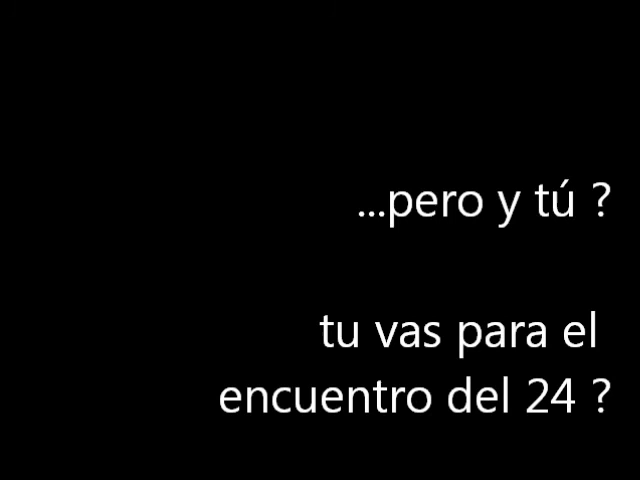 ...pero y tú ?
tu vas para el
encuentro del 24 ?